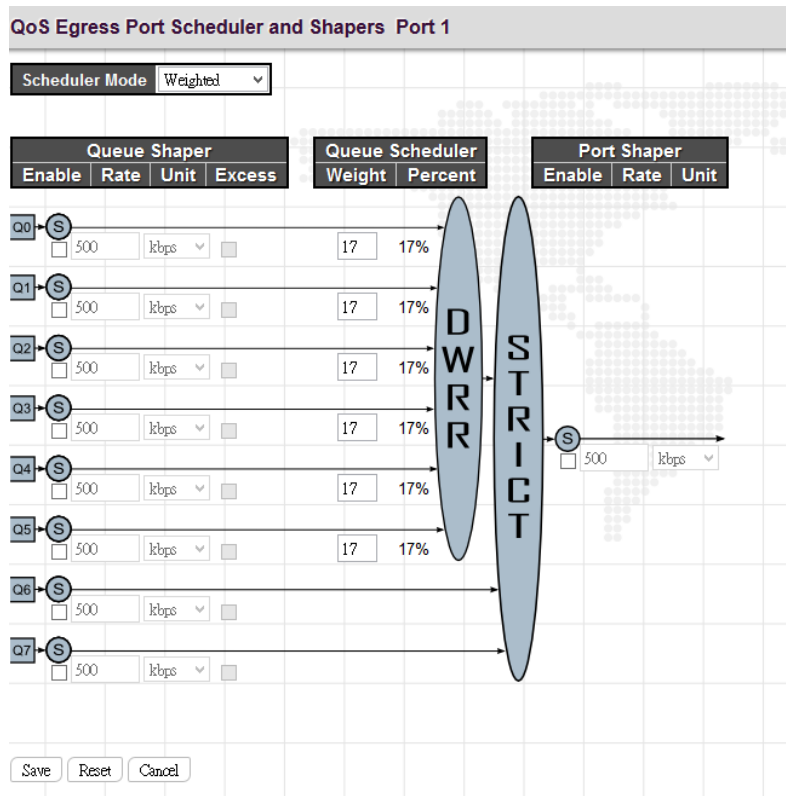 QoS Egress Port Scheduler and Shapers Port 1
Scheduler Mode Weighted
Queue Shaper Queue Scheduler Port Shaper
Enable Rate Unit Excess Weight Percent Enable Rate Unit
Q0 S
500 kbps 17 17%
Q1 S
500 kbps 17 17%
Q2 S
500 kbps 17 17%
Q3 S
500 kbps 17 17%
Q4 S
500 kbps 17 17%
Q5 S
500 kbps 17 17%
Q6 S
500 kbps
Q7 S
500 kbps
DWRR
STRICT
S
500 kbps
Save Reset Cancel